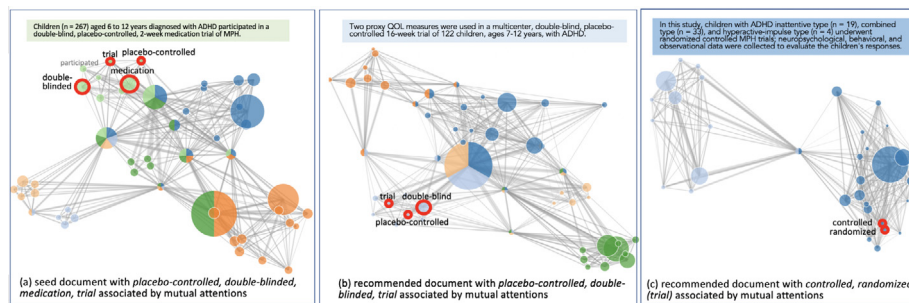 Children (n = 267) aged 6 to 12 years diagnosed with ADHD participated in a
double-blind, placebo-controlled, 2-week medication trial of MPH.
trial
placebo-controlled
participated
medication
double-
blinded
(a) seed document with placebo-controlled, double-blinded,
medication, trial associated by mutual attentions
Two proxy QOL measures were used in a multicenter, double-blind, placebo-
controlled 16-week trial of 122 children, ages 7-12 years, with ADHD.
trial
double-blind
placebo-controlled
(b) recommended document with placebo-controlled, double-
blinded, trial associated by mutual attentions
In this study, children with ADHD inattentive type (n = 19), combined
type (n = 33), and hyperactive-impulse type (n = 4) underwent
randomized controlled MPH trials; neuropsychological, behavioral, and
observational data were collected to evaluate the children's responses.
controlled
randomized
(c) recommended document with controlled, randomized
(trial) associated by mutual attentions